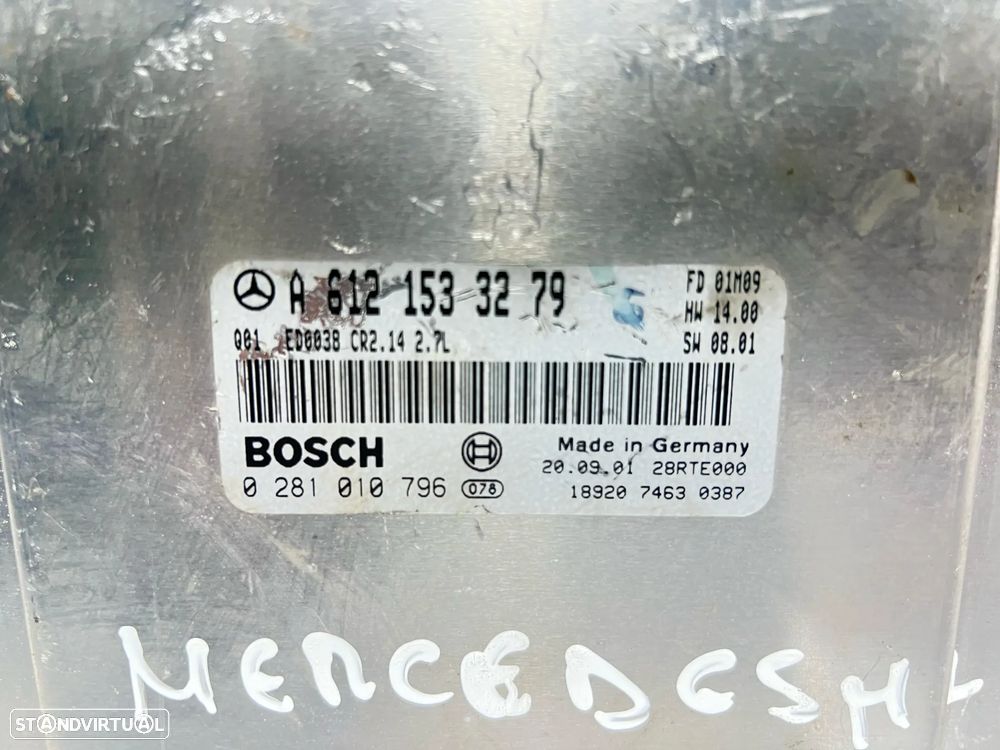 A 612 153 32 79
FD 01M09
HW 14.00
Q01 ED0038 CR2.14 2.7L
SW 08.01
BOSCH
Made in Germany
20.09.01 28RTE000
0 281 010 796 078
18920 7463 0387
MERCEDES
STANDVIRTUAL